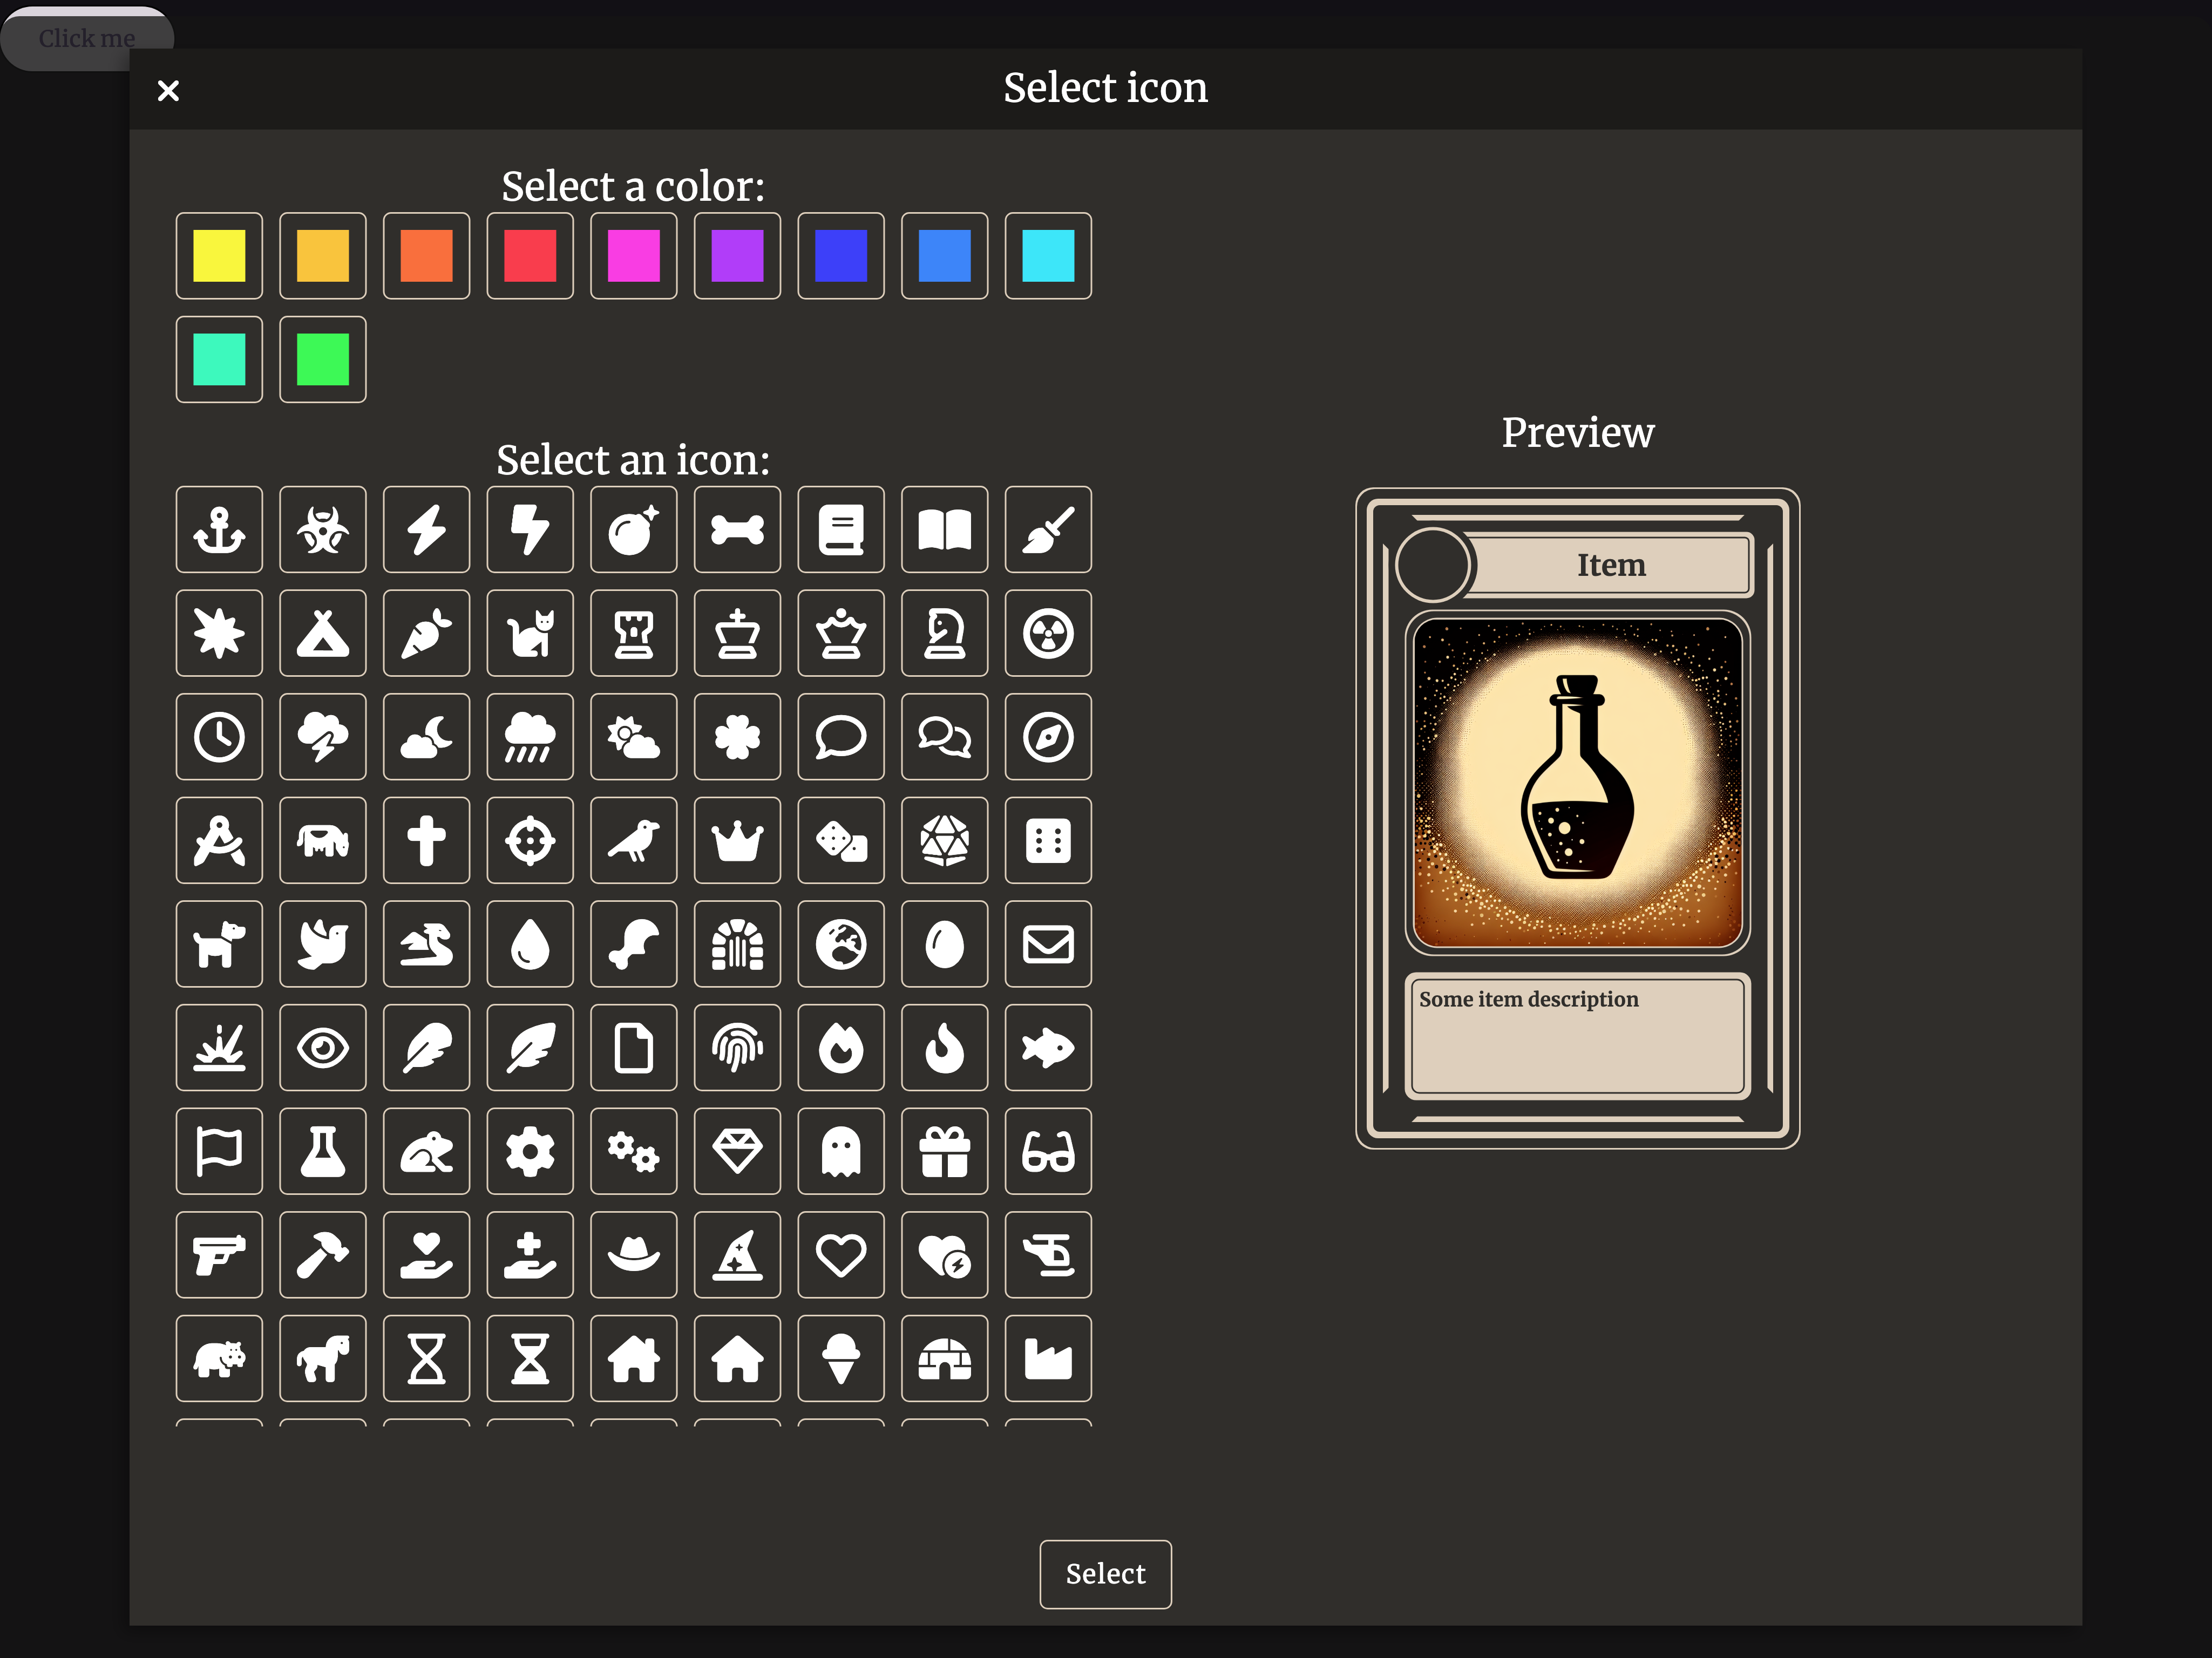 Click me
Select icon
Select a color:
Select an icon:
Preview
Item
Some item description
Select